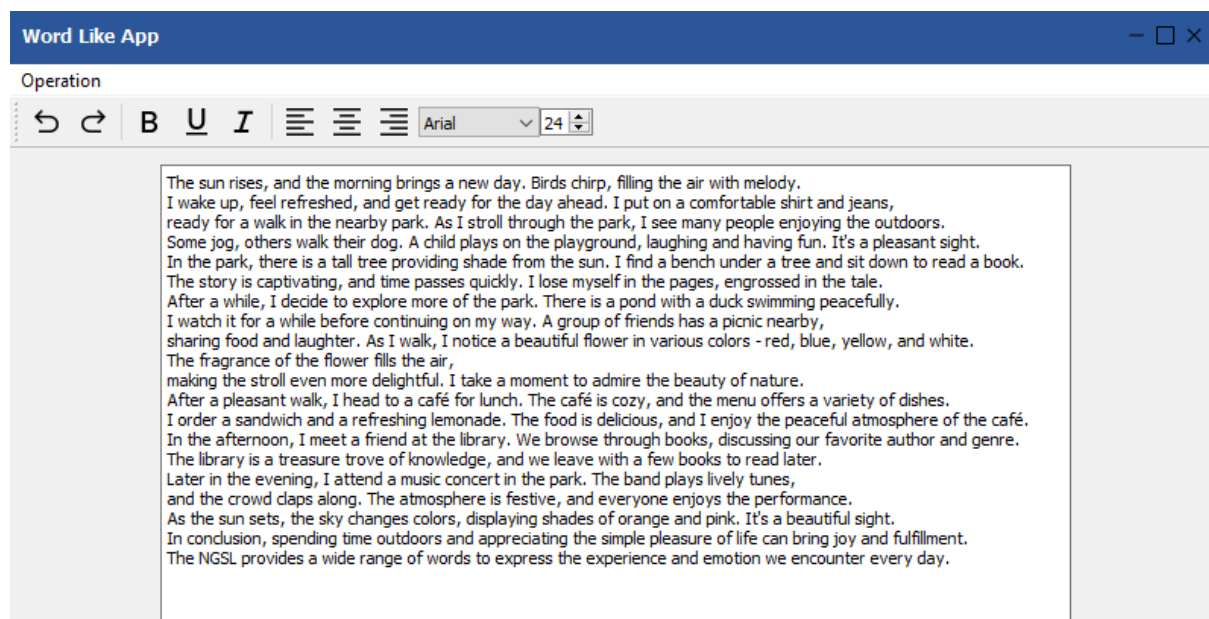 Word Like App
Operation
B U I Arial 24
The sun rises, and the morning brings a new day. Birds chirp, filling the air with melody.
I wake up, feel refreshed, and get ready for the day ahead. I put on a comfortable shirt and jeans,
ready for a walk in the nearby park. As I stroll through the park, I see many people enjoying the outdoors.
Some jog, others walk their dog. A child plays on the playground, laughing and having fun. It's a pleasant sight.
In the park, there is a tall tree providing shade from the sun. I find a bench under a tree and sit down to read a book.
The story is captivating, and time passes quickly. I lose myself in the pages, engrossed in the tale.
After a while, I decide to explore more of the park. There is a pond with a duck swimming peacefully.
I watch it for a while before continuing on my way. A group of friends has a picnic nearby,
sharing food and laughter. As I walk, I notice a beautiful flower in various colors - red, blue, yellow, and white.
The fragrance of the flower fills the air,
making the stroll even more delightful. I take a moment to admire the beauty of nature.
After a pleasant walk, I head to a café for lunch. The café is cozy, and the menu offers a variety of dishes.
I order a sandwich and a refreshing lemonade. The food is delicious, and I enjoy the peaceful atmosphere of the café.
In the afternoon, I meet a friend at the library. We browse through books, discussing our favorite author and genre.
The library is a treasure trove of knowledge, and we leave with a few books to read later.
Later in the evening, I attend a music concert in the park. The band plays lively tunes,
and the crowd claps along. The atmosphere is festive, and everyone enjoys the performance.
As the sun sets, the sky changes colors, displaying shades of orange and pink. It's a beautiful sight.
In conclusion, spending time outdoors and appreciating the simple pleasure of life can bring joy and fulfillment.
The NGSL provides a wide range of words to express the experience and emotion we encounter every day.